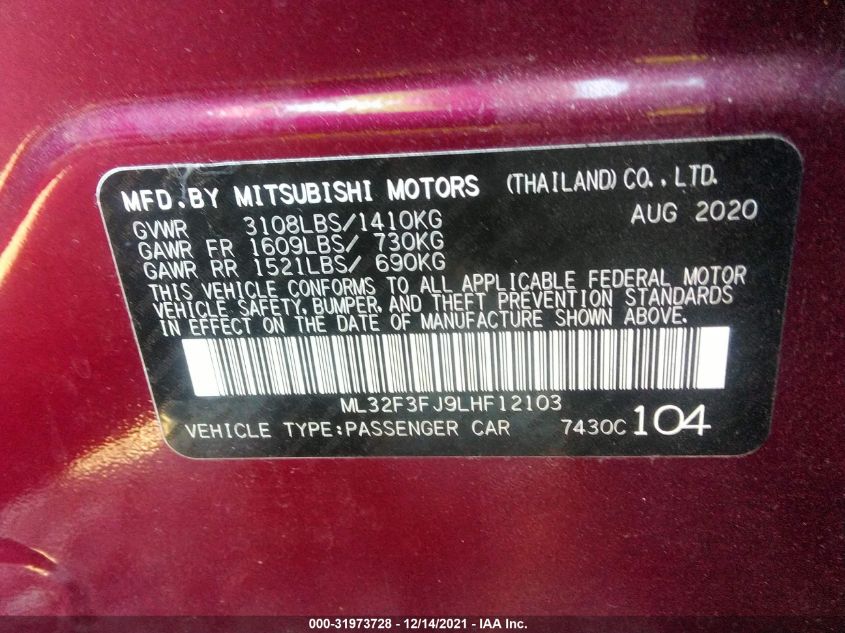 MFD.BY MITSUBISHI MOTORS (THAILAND) CO.,LTD.
GVWR 3108LBS/1410KG AUG 2020
GAWR FR 1609LBS/ 730KG
GAWR RR 1521LBS/ 690KG
THIS VEHICLE CONFORMS TO ALL APPLICABLE FEDERAL MOTOR
VEHICLE SAFETY, BUMPER, AND THEFT PREVENTION STANDARDS
IN EFFECT ON THE DATE OF MANUFACTURE SHOWN ABOVE.
ML32F3FJ9LHF12103
VEHICLE TYPE:PASSENGER CAR 7430C 104
000-31973728 - 12/14/2021 - IAA Inc.